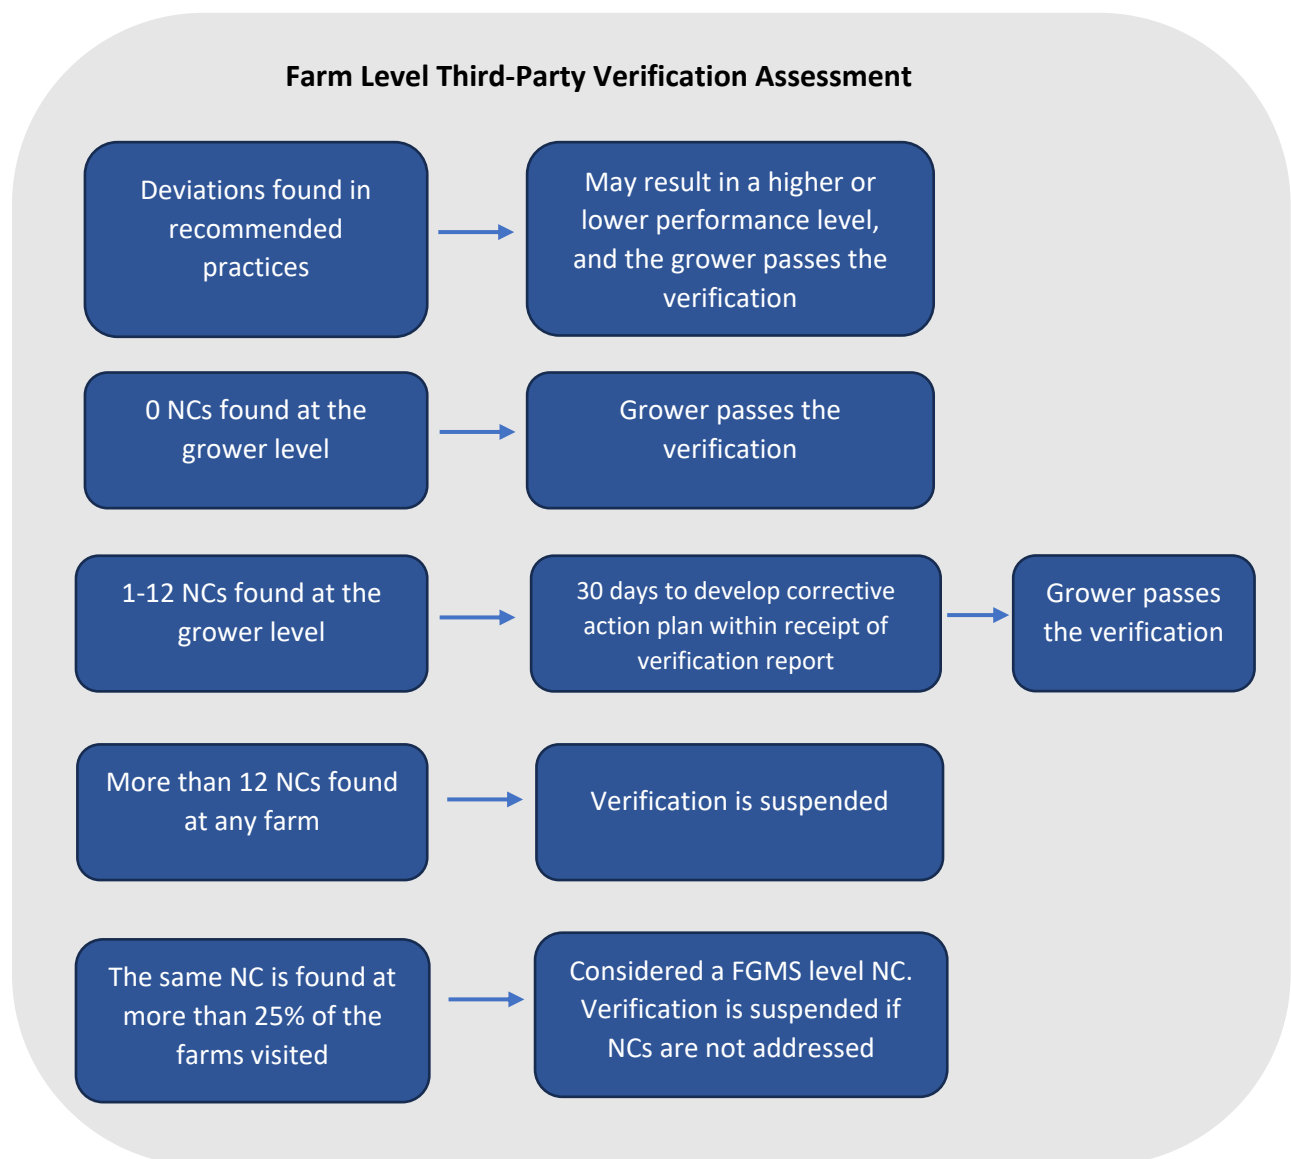 Farm Level Third-Party Verification Assessment
Deviations found in
recommended
practices
May result in a higher or
lower performance level,
and the grower passes the
verification
0 NCs found at the
grower level
Grower passes the
verification
1-12 NCs found at the
grower level
30 days to develop corrective
action plan within receipt of
verification report
Grower passes
the verification
More than 12 NCs found
at any farm
Verification is suspended
The same NC is found at
more than 25% of the
farms visited
Considered a FGMS level NC.
Verification is suspended if
NCs are not addressed